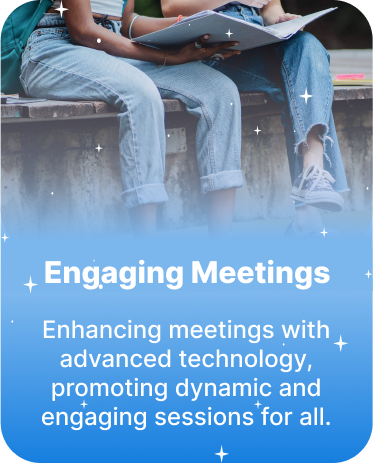 Engaging Meetings
Enhancing meetings with
advanced technology,
promoting dynamic and
engaging sessions for all.